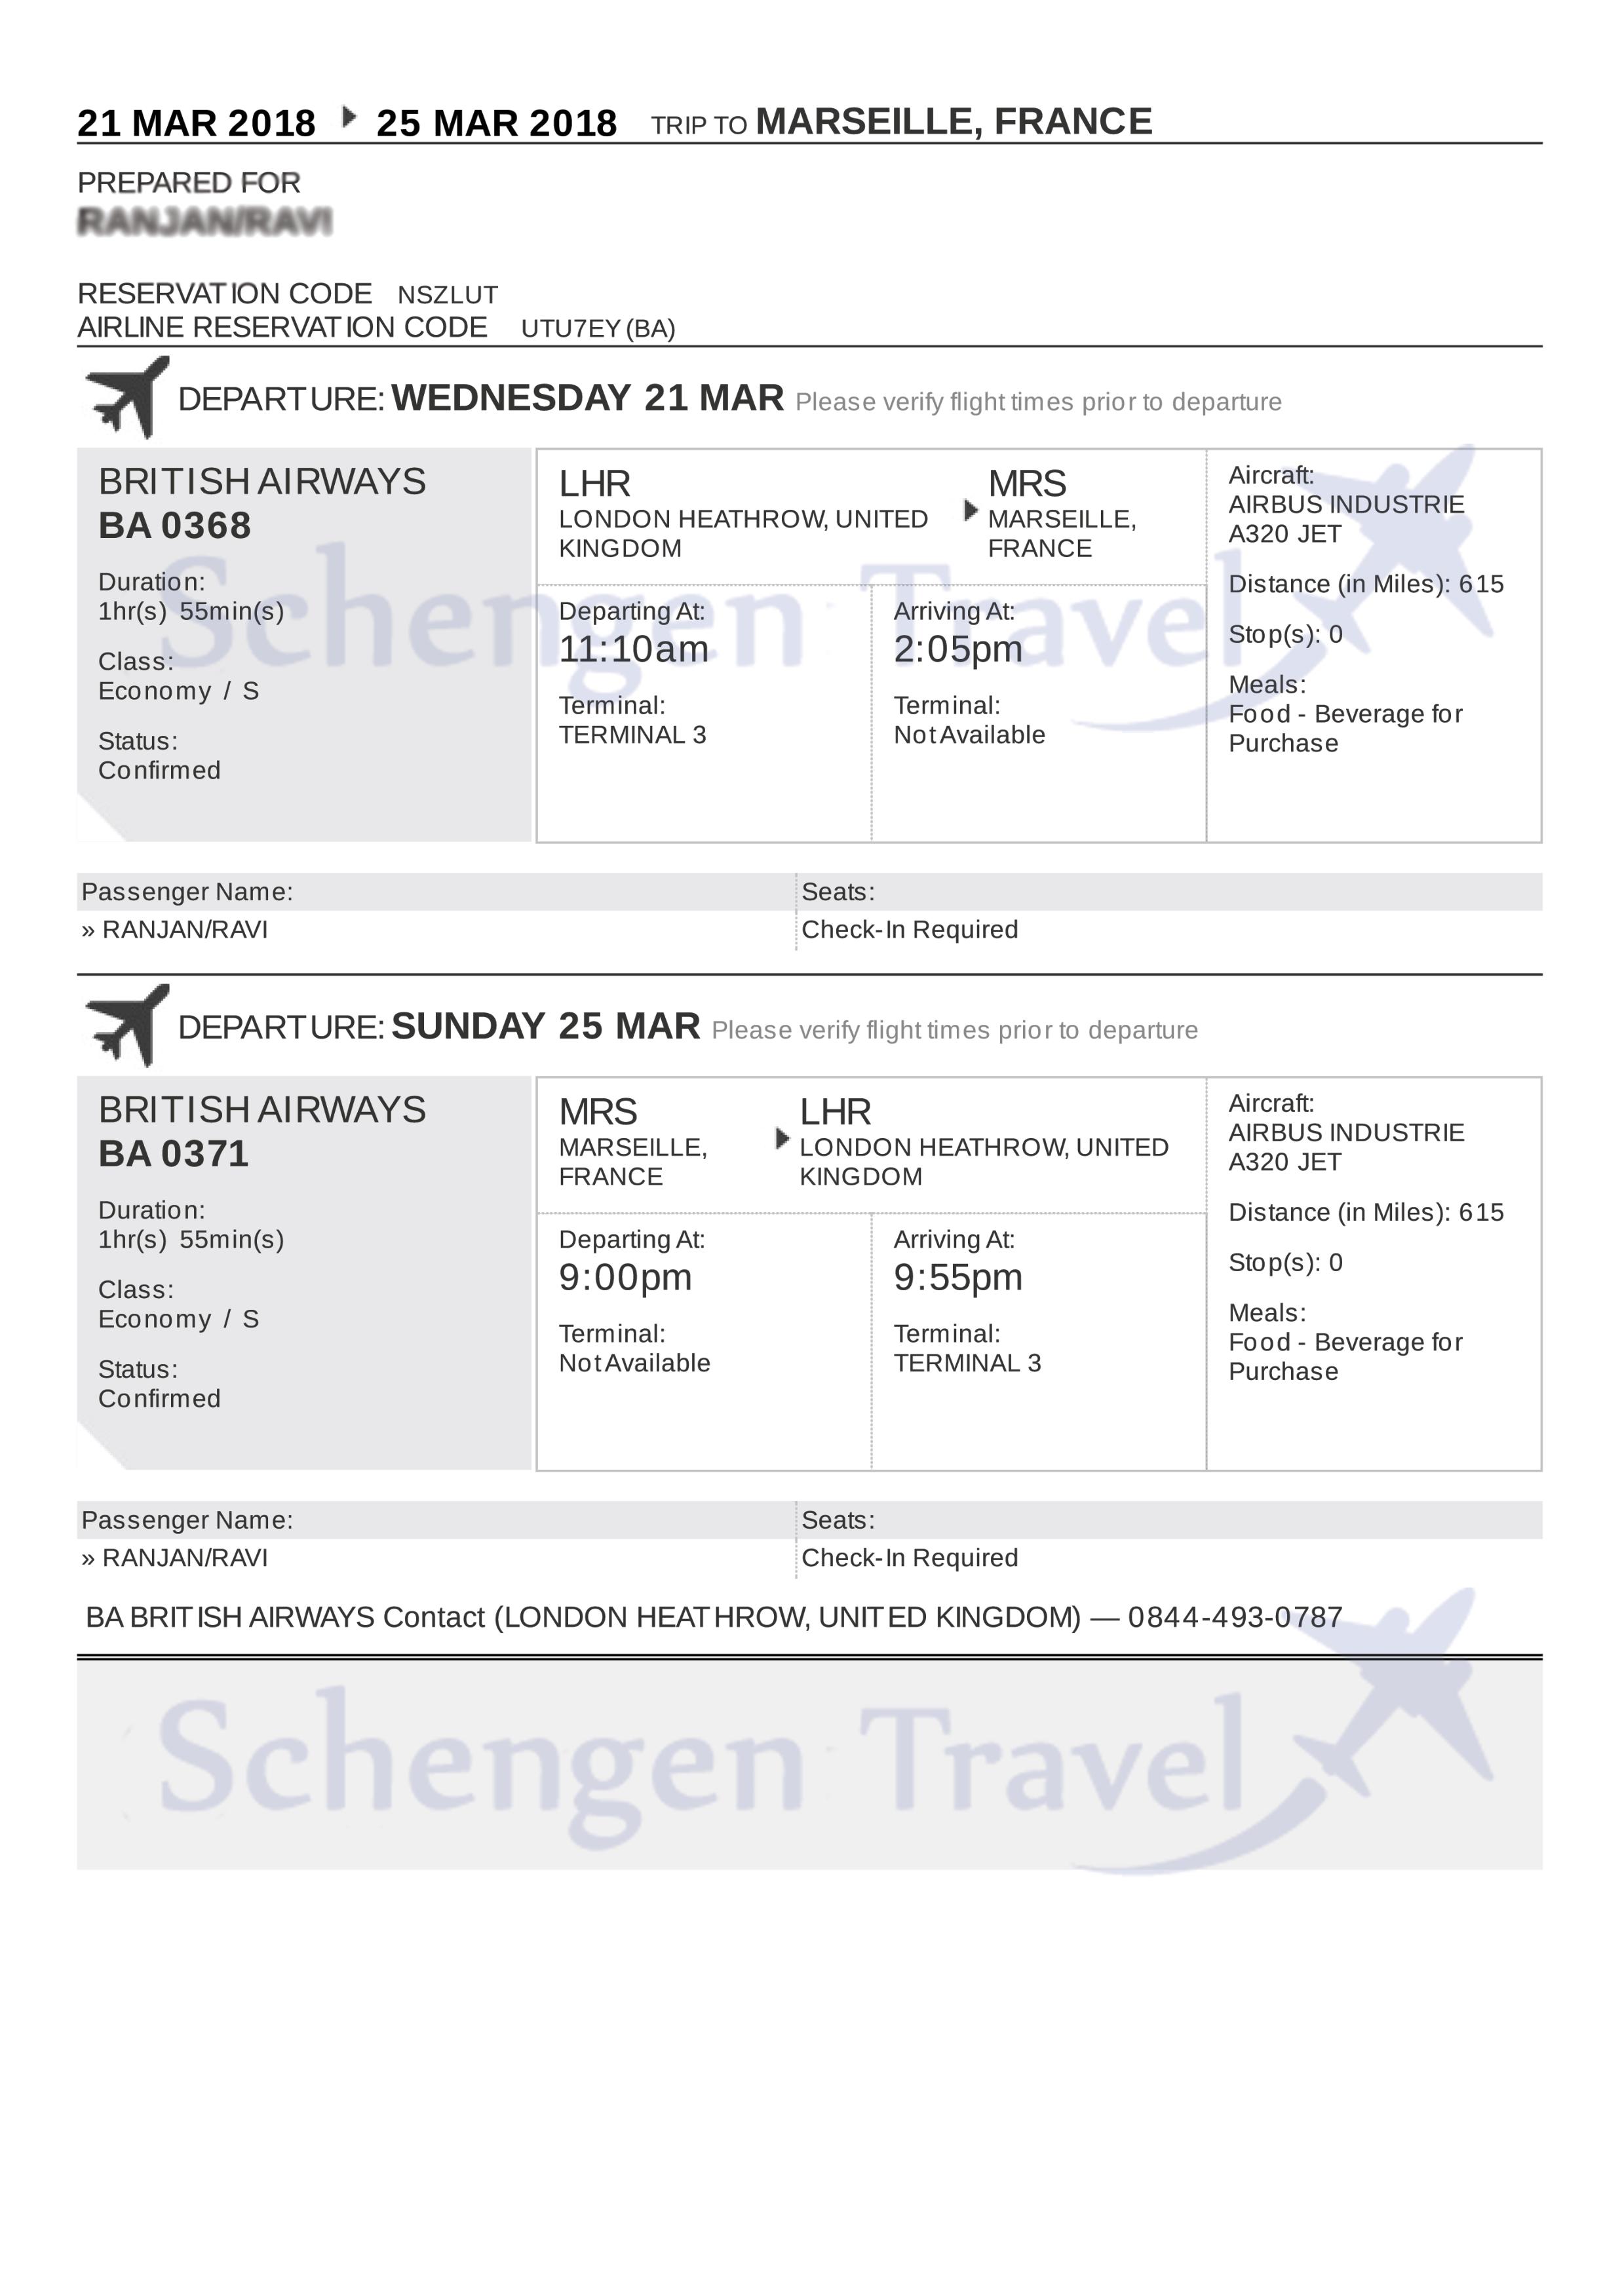 21 MAR 2018 25 MAR 2018 TRIP TO MARSEILLE, FRANCE
PREPARED FOR
RANJAN/RAVI
RESERVATION CODE NSZLUT
AIRLINE RESERVATION CODE UTU7EY (BA)
DEPARTURE: WEDNESDAY 21 MAR Please verify flight times prior to departure
BRITISH AIRWAYS
BA 0368
Duration:
1hr(s) 55min(s)
Class:
Economy / S
Status:
Confirmed
LHR
LONDON HEATHROW, UNITED
KINGDOM
MRS
MARSEILLE,
FRANCE
Departing At:
11:10am
Terminal:
TERMINAL 3
Arriving At:
2:05pm
Terminal:
Not Available
Aircraft:
AIRBUS INDUSTRIE
A320 JET
Distance (in Miles): 615
Stop(s): 0
Meals:
Food - Beverage for
Purchase
Schengen Travel
Passenger Name: Seats:
» RANJAN/RAVI Check-In Required
DEPARTURE: SUNDAY 25 MAR Please verify flight times prior to departure
BRITISH AIRWAYS
BA 0371
Duration:
1hr(s) 55min(s)
Class:
Economy / S
Status:
Confirmed
MRS
MARSEILLE,
FRANCE
LHR
LONDON HEATHROW, UNITED
KINGDOM
Departing At:
9:00pm
Terminal:
Not Available
Arriving At:
9:55pm
Terminal:
TERMINAL 3
Aircraft:
AIRBUS INDUSTRIE
A320 JET
Distance (in Miles): 615
Stop(s): 0
Meals:
Food - Beverage for
Purchase
Passenger Name: Seats:
» RANJAN/RAVI Check-In Required
BA BRITISH AIRWAYS Contact (LONDON HEATHROW, UNITED KINGDOM) — 0844-493-0787
Schengen Travel